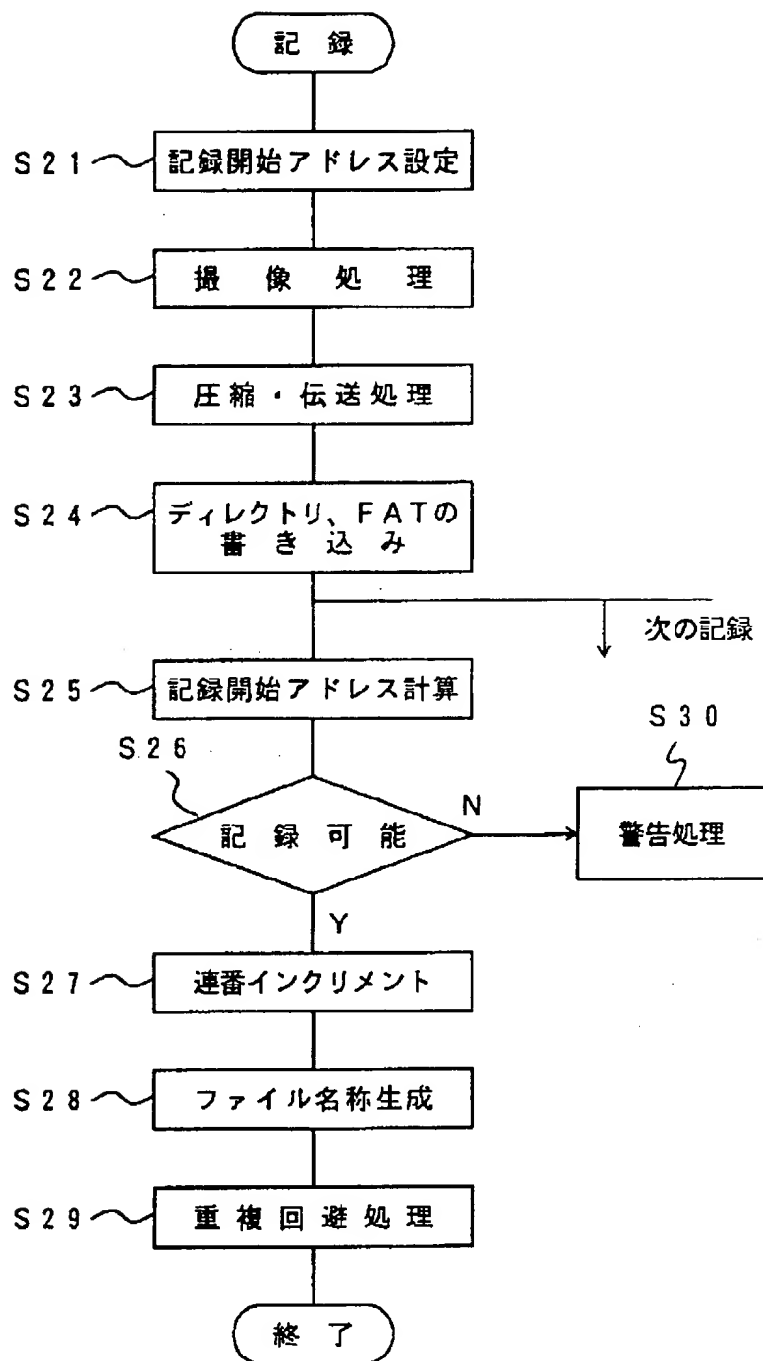 記録
S21
記録開始アドレス設定
S22
撮像処理
S23
圧縮・伝送処理
S24
ディレクトリ、FATの
書き込み
次の記録
S25
記録開始アドレス計算
S26
S30
記録可能
N
警告処理
Y
S27
連番インクリメント
S28
ファイル名称生成
S29
重複回避処理
終了